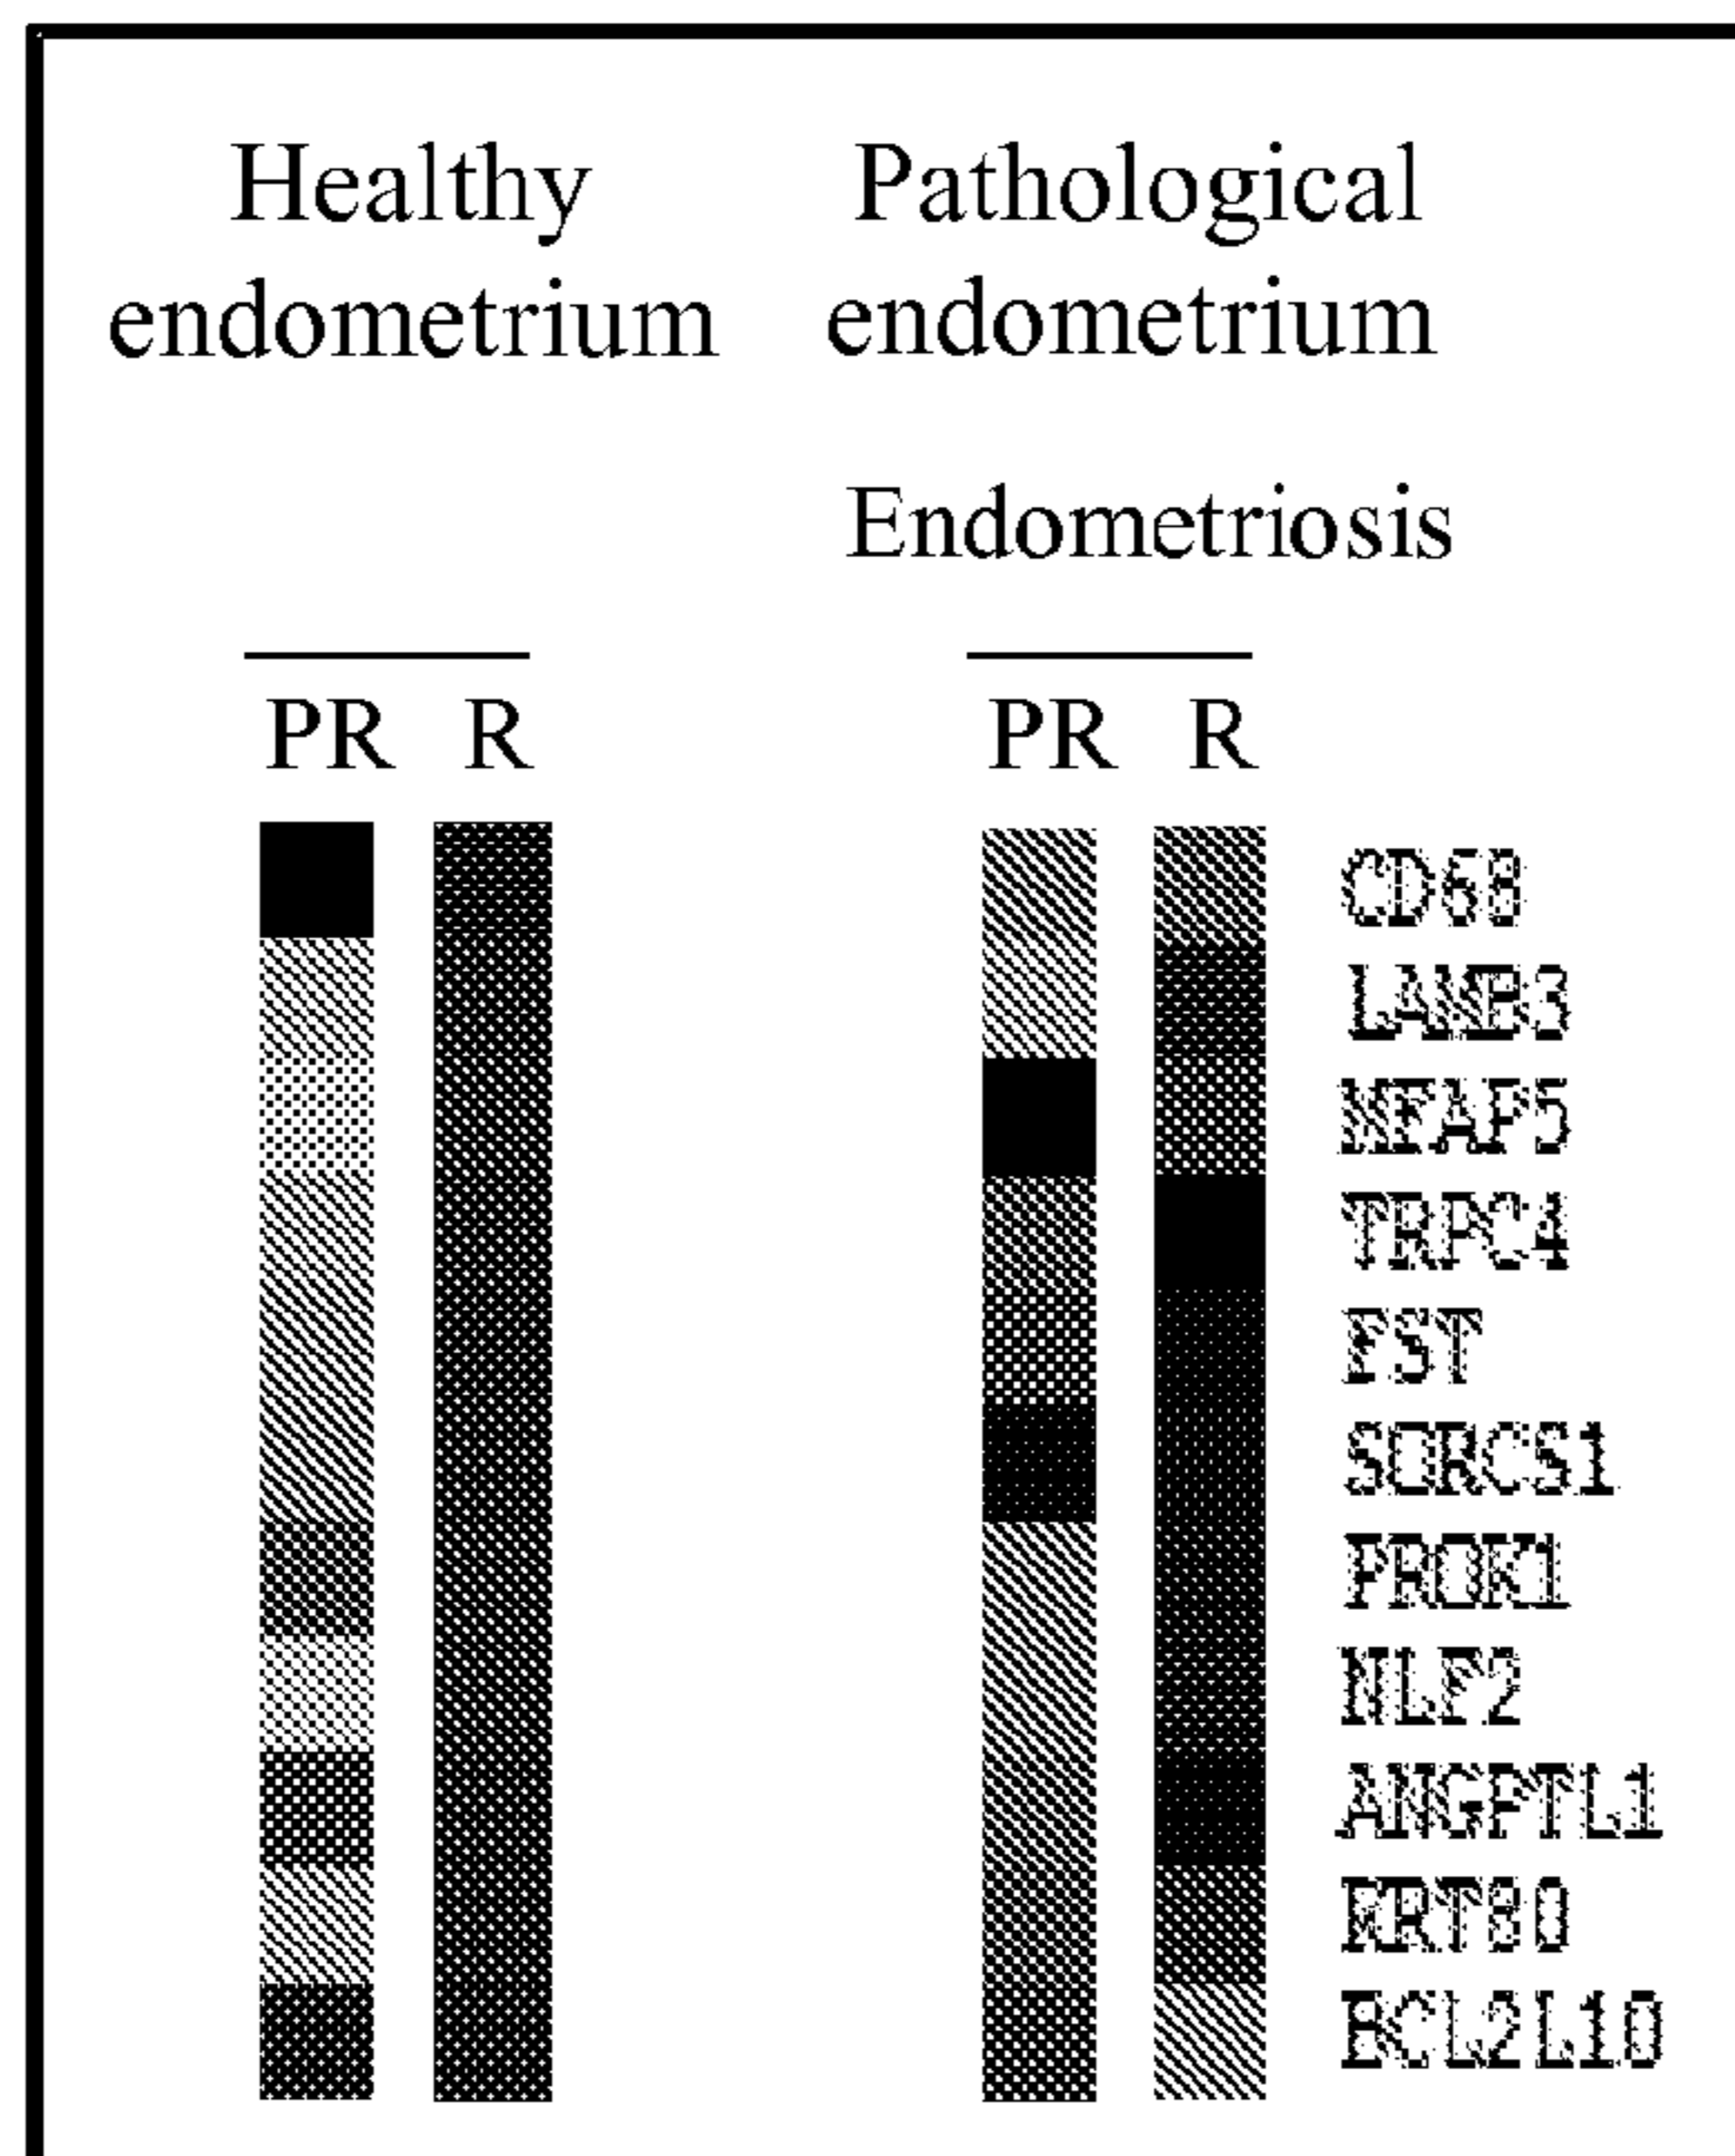 Healthy
endometrium
Pathological
endometrium
Endometriosis
PR R
PR R
CD68
LAMB3
MFAP5
TRPC4
FST
SORCS1
PROK1
NLF2
ANGPTL1
KRT80
BCL2L10